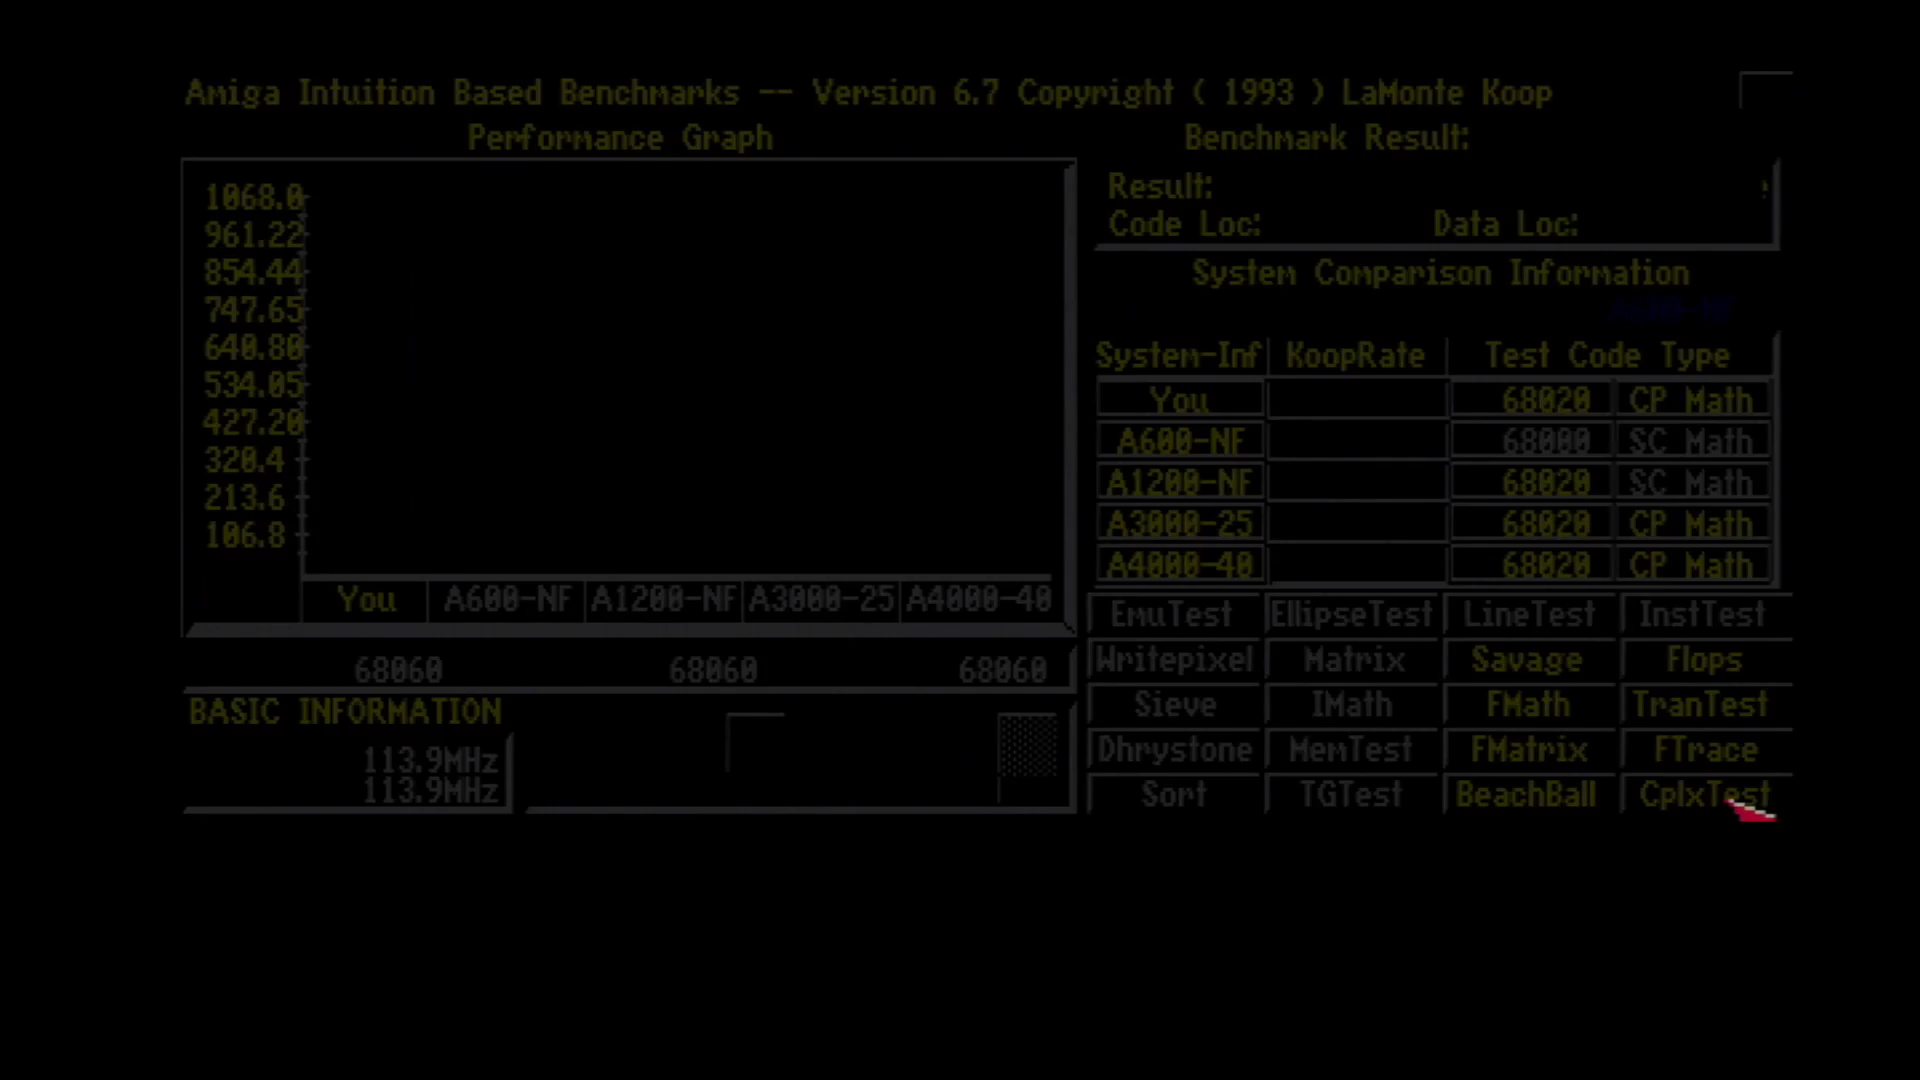 Amiga Intuition Based Benchmarks -- Version 6.7 Copyright ( 1993 ) LaMonte Koop
Performance Graph
1068.0
961.22
854.44
747.65
640.80
534.05
427.20
320.4
213.6
106.8
You A600-NF A1200-NF A3000-25 A4000-40
68060 68060 68060
BASIC INFORMATION
113.9MHz
113.9MHz
Benchmark Result:
Result:
Code Loc: Data Loc:
System Comparison Information
A600-NF
System-Inf KoopRate Test Code Type
You 68020 CP Math
A600-NF 68000 SC Math
A1200-NF 68020 SC Math
A3000-25 68020 CP Math
A4000-40 68020 CP Math
EmuTest EllipseTest LineTest InstTest
Writepixel Matrix Savage Flops
Sieve IMath FMath TranTest
Dhrystone MemTest FMatrix FTrace
Sort TGTest BeachBall CplxTest